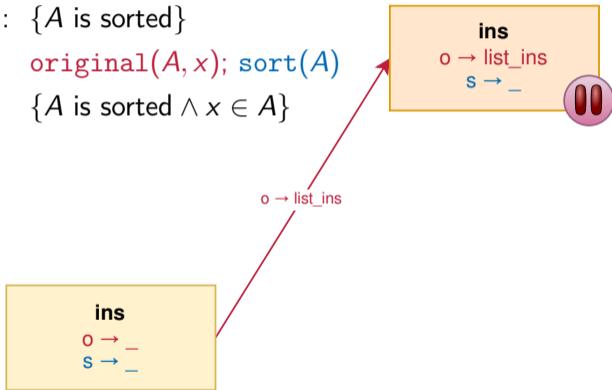 : {A is sorted}
original(A, x); sort(A)
{A is sorted ∧ x ∈ A}
ins
o → list_ins
s → _
o → list_ins
ins
o → _
s → _